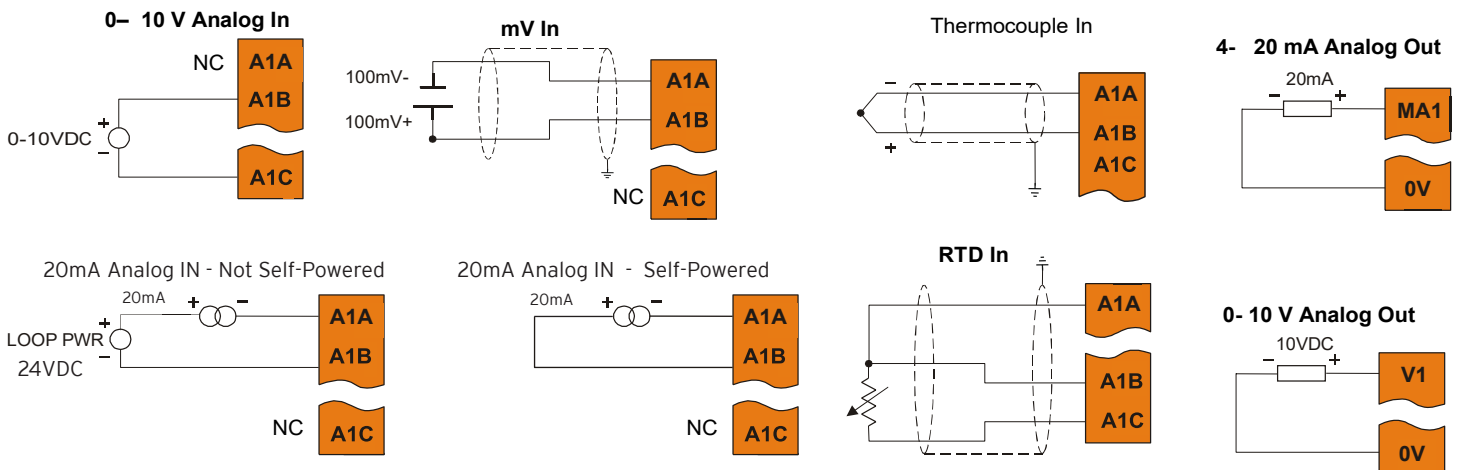 0– 10 V Analog In
NC
A1A
A1B
+
0-10VDC
–
A1C
mV In
100mV-
100mV+
A1A
A1B
NC
A1C
Thermocouple In
–
A1A
A1B
+
A1C
4- 20 mA Analog Out
20mA
– +
MA1
0V
20mA Analog IN - Not Self-Powered
20mA
+ –
A1A
+
LOOP PWR
–
24VDC
A1B
NC
A1C
20mA Analog IN - Self-Powered
20mA
+ –
A1A
A1B
NC
A1C
RTD In
A1A
A1B
A1C
0- 10 V Analog Out
10VDC
– +
V1
0V